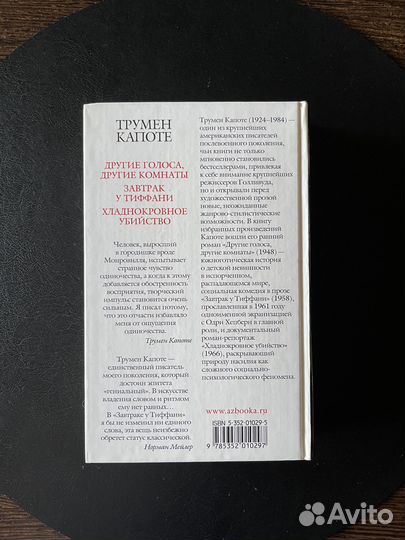 ТРУМЕН
КАПОТЕ
ДРУГИЕ ГОЛОСА,
ДРУГИЕ КОМНАТЫ
ЗАВТРАК
У ТИФФАНИ
ХЛАДНОКРОВНОЕ
УБИЙСТВО
Человек, выросший
в городишке вроде
Монровилля, испытывает
странное чувство
одиночества, а когда к этому
добавляется обостренность
восприятия, творческий
импульс становится очень
сильным. Я писал потому,
что это отчасти избавляло
меня от ощущения
одиночества.
Трумен Капоте
Трумен Капоте —
единственный писатель
моего поколения, который
достоин эпитета
«гениальный». В искусстве
владения словом и ритмом
ему нет равных…
В «Завтраке у Тиффани»
я бы не изменил ни единого
слова, эта вещь неизбежно
обретет статус классической.
Норман Мейлер
Трумен Капоте (1924–1984) —
один из крупнейших
американских писателей
послевоенного поколения,
чьи книги не только
мгновенно становились
бестселлерами, привлекая
к себе внимание крупнейших
режиссеров Голливуда,
но и открывали перед
художественной прозой
новые, неожиданные
жанрово-стилистические
возможности. В книгу
избранных произведений
Капоте вошли его ранний
роман «Другие голоса,
другие комнаты» (1948) —
южноготическая история
о детской невинности
в испорченном,
распадающемся мире,
социальная комедия в прозе
«Завтрак у Тиффани» (1958),
прославленная в 1961 году
одноименной экранизацией
с Одри Хепберн в главной
роли, и документальный
роман-репортаж
«Хладнокровное убийство»
(1966), раскрывающий
природу насилия как
сложного социально-
психологического феномена.
www.azbooka.ru
ISBN 5-352-01029-5
9 785352 010297
Avito